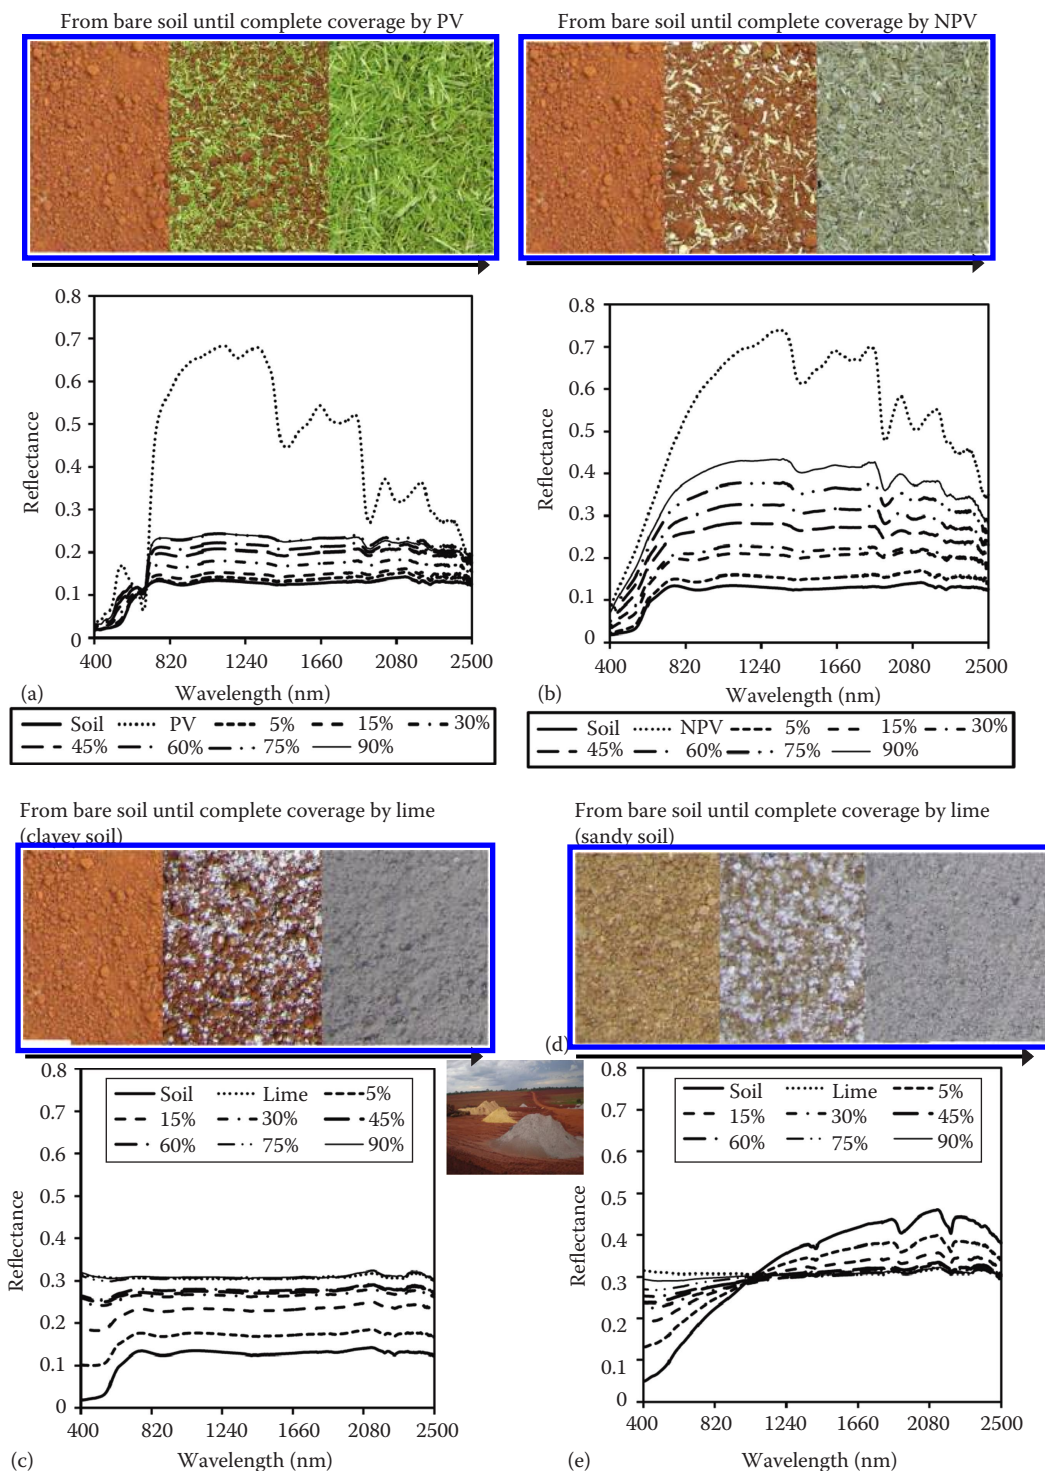 From bare soil until complete coverage by PV
From bare soil until complete coverage by NPV
0.8
0.7
0.6
0.5
0.4
0.3
0.2
0.1
0
Reflectance
400 820 1240 1660 2080 2500
(a) Wavelength (nm)
Soil PV 5% 15% 30%
45% 60% 75% 90%
0.8
0.7
0.6
0.5
0.4
0.3
0.2
0.1
0
Reflectance
400 820 1240 1660 2080 2500
(b) Wavelength (nm)
Soil NPV 5% 15% 30%
45% 60% 75% 90%
From bare soil until complete coverage by lime
(clayey soil)
From bare soil until complete coverage by lime
(sandy soil)
(d)
0.8
0.7
0.6
0.5
0.4
0.3
0.2
0.1
0
Reflectance
Soil Lime 5%
15% 30% 45%
60% 75% 90%
400 820 1240 1660 2080 2500
(c) Wavelength (nm)
0.8
0.7
0.6
0.5
0.4
0.3
0.2
0.1
0
Reflectance
Soil Lime 5%
15% 30% 45%
60% 75% 90%
400 820 1240 1660 2080 2500
(e) Wavelength (nm)